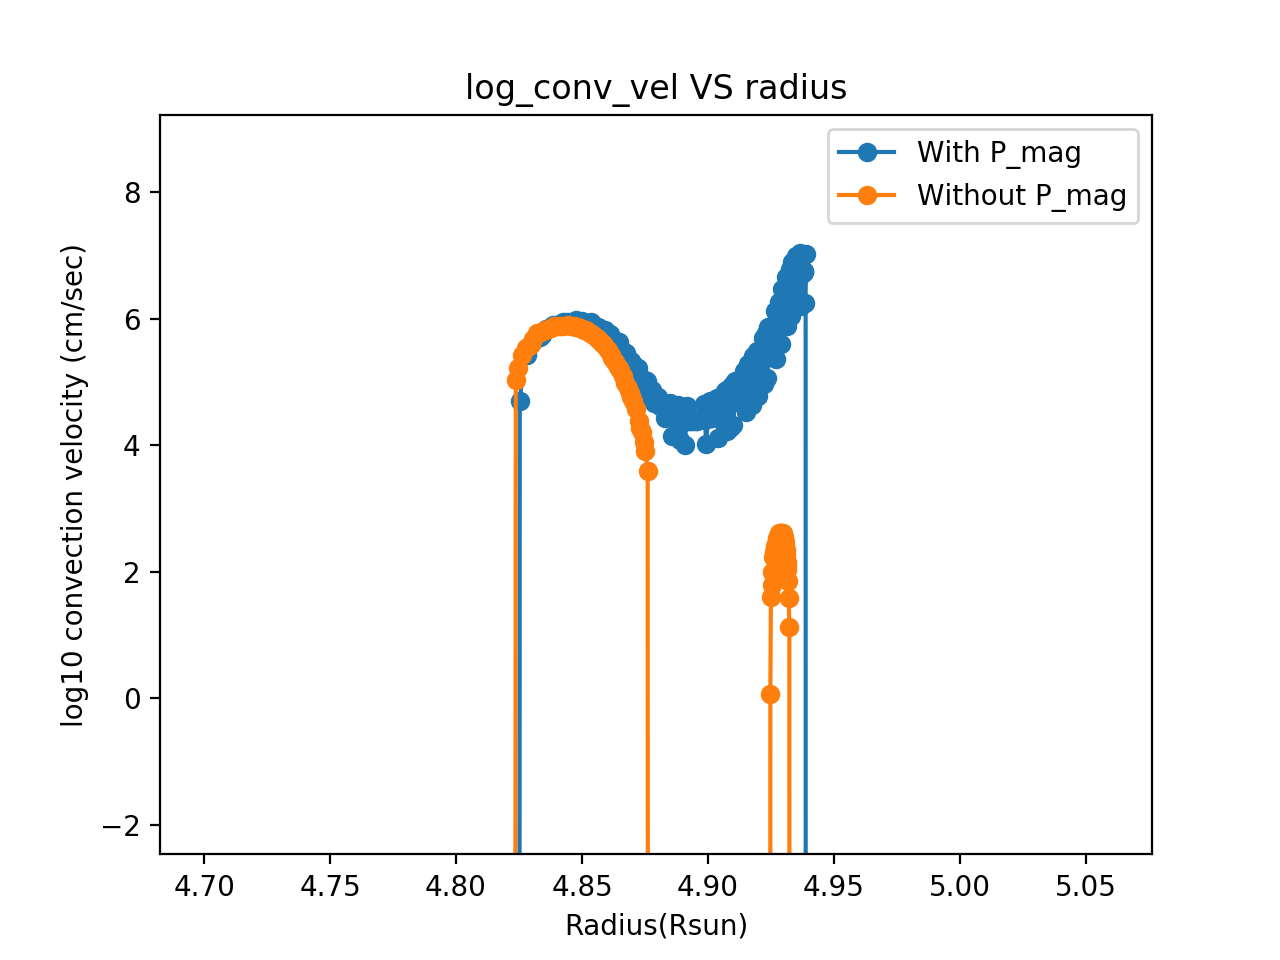 log_conv_vel VS radius
With P_mag
Without P_mag
log10 convection velocity (cm/sec)
8
6
4
2
0
−2
4.70 4.75 4.80 4.85 4.90 4.95 5.00 5.05
Radius(Rsun)